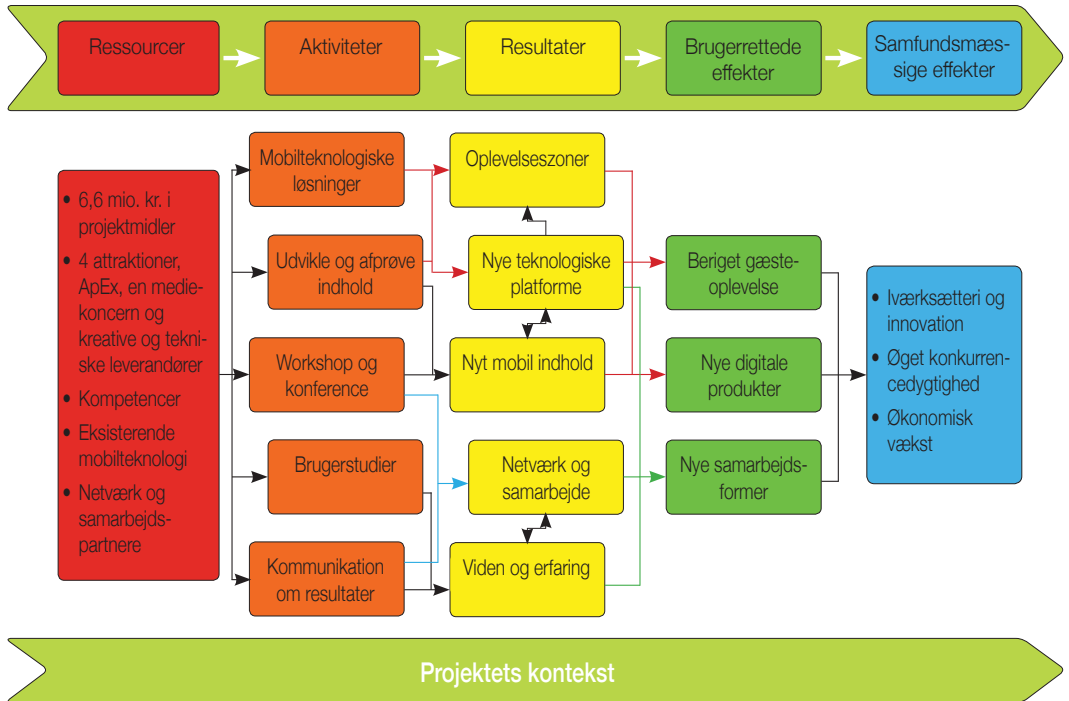 Ressourcer
Aktiviteter
Resultater
Brugerrettede
effekter
Samfundsmæs-
sige effekter
• 6,6 mio. kr. i
projektmidler
• 4 attraktioner,
ApEx, en medie-
koncern og
kreative og tekni-
ske leverandører
• Kompetencer
• Eksisterende
mobilteknologi
• Netværk og
samarbejds-
partnere
Mobilteknologiske
løsninger
Udvikle og afprøve
indhold
Workshop og
konference
Brugerstudier
Kommunikation
om resultater
Oplevelseszoner
Nye teknologiske
platforme
Nyt mobil indhold
Netværk og
samarbejde
Viden og erfaring
Beriget gæste-
oplevelse
Nye digitale
produkter
Nye samarbejds-
former
• Iværksætteri og
innovation
• Øget konkurren-
cedygtighed
• Økonomisk
vækst
Projektets kontekst